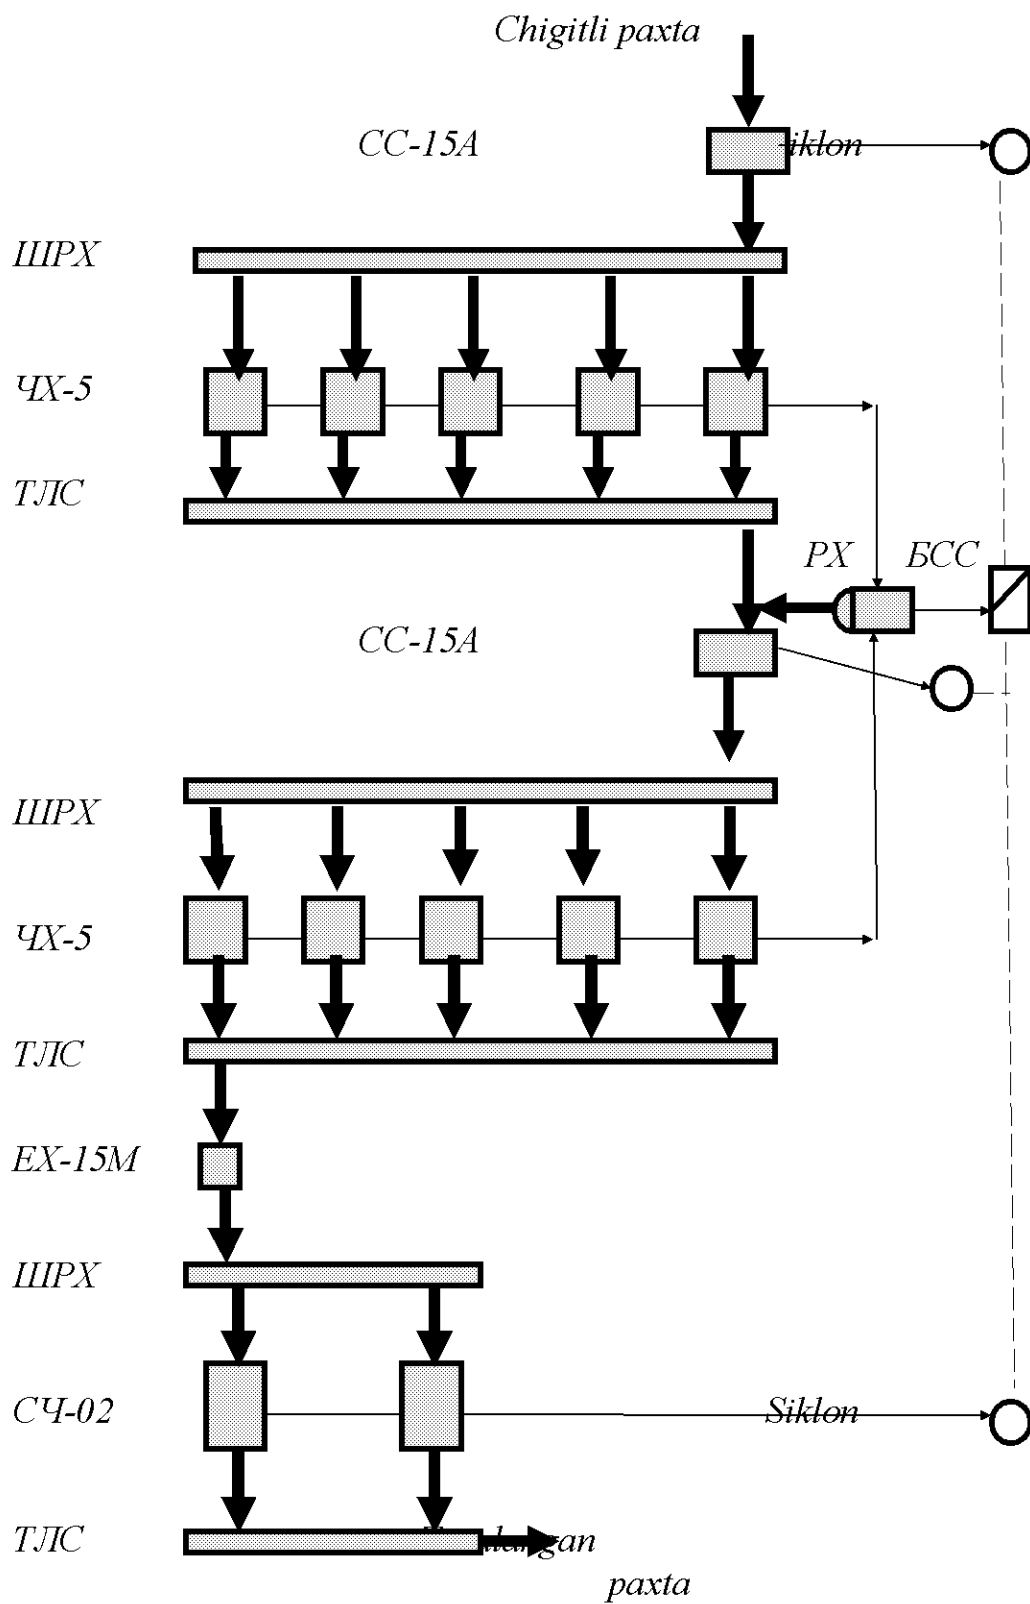 Chigitli paxta
СС-15А
iklon
ШРХ
ЧХ-5
ТЛС
РХ
БСС
СС-15А
ШРХ
ЧХ-5
ТЛС
ЕХ-15М
ШРХ
СЧ-02
Siklon
ТЛС
paxta